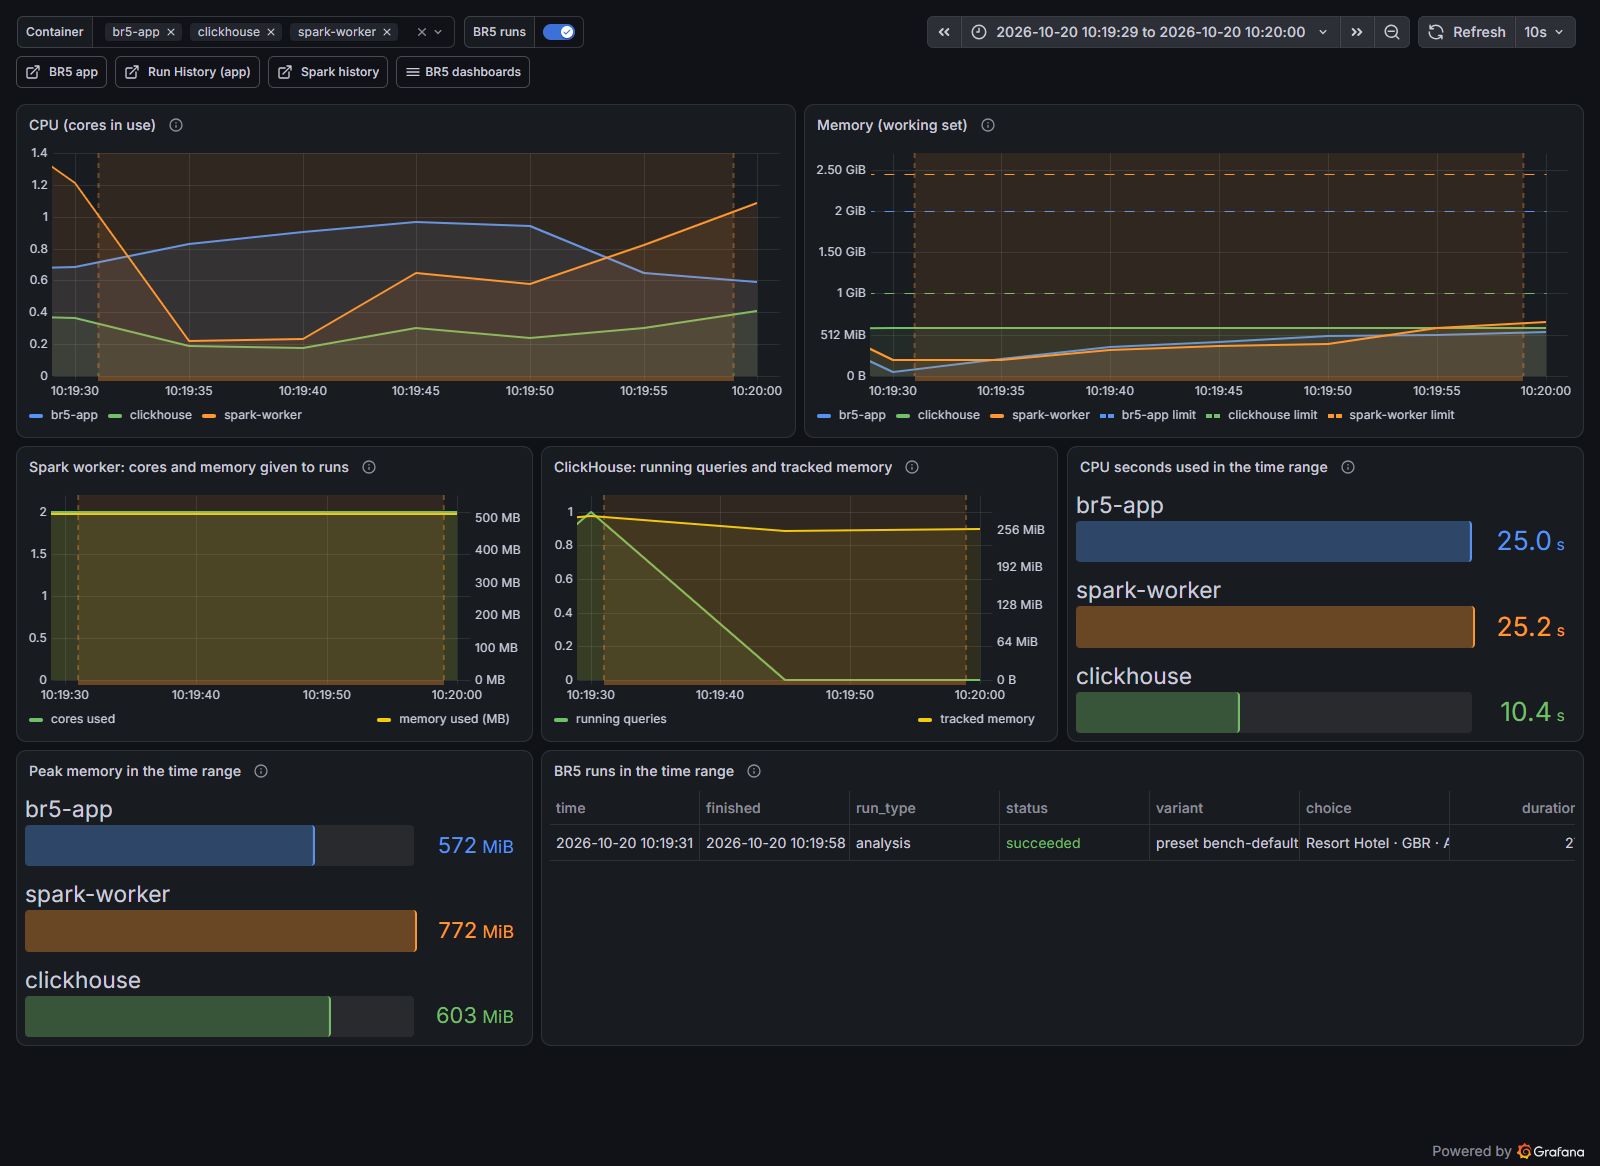 Container br5-app clickhouse spark-worker BR5 runs 2026-10-20 10:19:29 to 2026-10-20 10:20:00 Refresh 10s
BR5 app Run History (app) Spark history BR5 dashboards
CPU (cores in use)
1.4
1.2
1
0.8
0.6
0.4
0.2
0
10:19:30 10:19:35 10:19:40 10:19:45 10:19:50 10:19:55 10:20:00
br5-app clickhouse spark-worker
Memory (working set)
2.50 GiB
2 GiB
1.50 GiB
1 GiB
512 MiB
0 B
10:19:30 10:19:35 10:19:40 10:19:45 10:19:50 10:19:55 10:20:00
br5-app clickhouse spark-worker br5-app limit clickhouse limit spark-worker limit
Spark worker: cores and memory given to runs
2
1.5
1
0.5
0
500 MB
400 MB
300 MB
200 MB
100 MB
0 MB
10:19:30 10:19:40 10:19:50 10:20:00
cores used memory used (MB)
ClickHouse: running queries and tracked memory
1
0.8
0.6
0.4
0.2
0
256 MiB
192 MiB
128 MiB
64 MiB
0 B
10:19:30 10:19:40 10:19:50 10:20:00
running queries tracked memory
CPU seconds used in the time range
br5-app
25.0 s
spark-worker
25.2 s
clickhouse
10.4 s
Peak memory in the time range
br5-app
572 MiB
spark-worker
772 MiB
clickhouse
603 MiB
BR5 runs in the time range
time finished run_type status variant choice duration
2026-10-20 10:19:31 2026-10-20 10:19:58 analysis succeeded preset bench-default Resort Hotel · GBR ·
Powered by Grafana